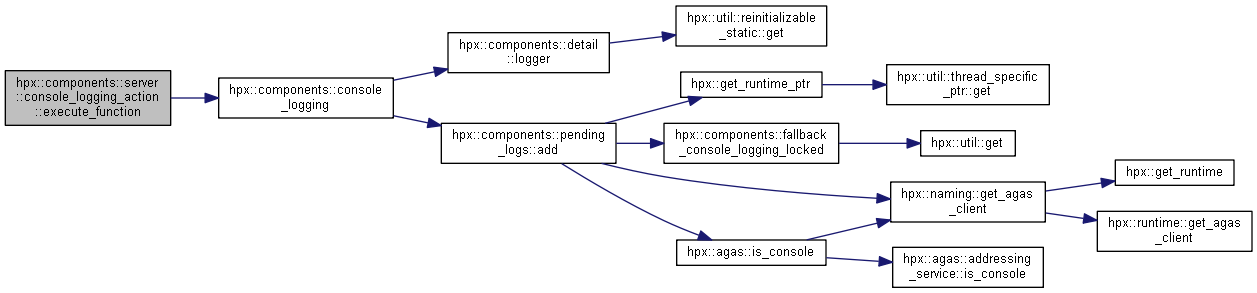 hpx::components::server
::console_logging_action
::execute_function
hpx::components::console
_logging
hpx::components::detail
::logger
hpx::util::reinitializable
_static::get
hpx::components::pending
_logs::add
hpx::get_runtime_ptr
hpx::util::thread_specific
_ptr::get
hpx::components::fallback
_console_logging_locked
hpx::util::get
hpx::naming::get_agas
_client
hpx::get_runtime
hpx::runtime::get_agas
_client
hpx::agas::is_console
hpx::agas::addressing
_service::is_console